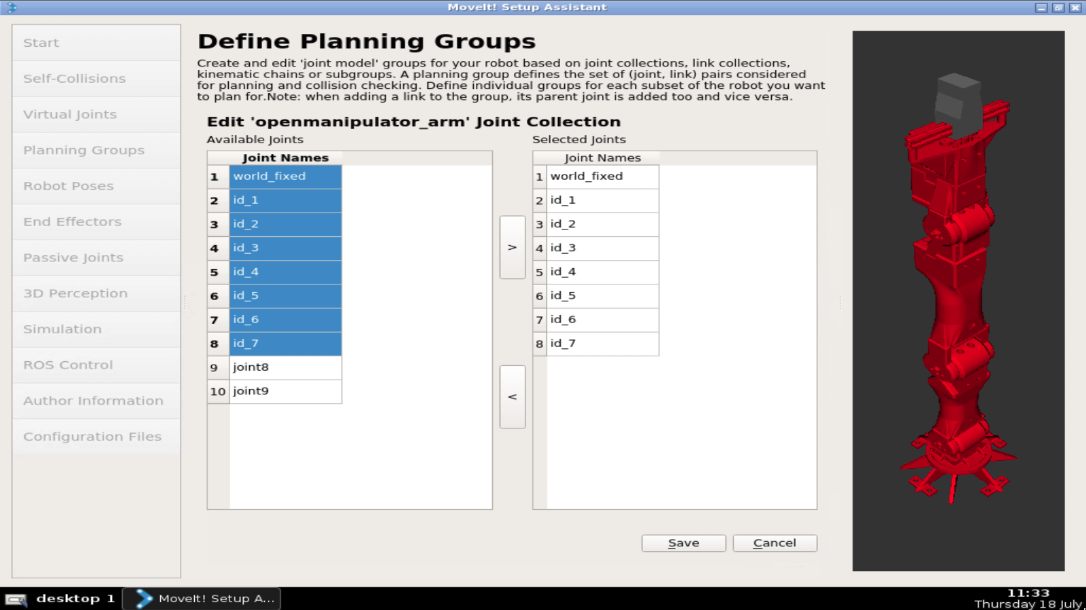 MoveIt! Setup Assistant
Start
Self-Collisions
Virtual Joints
Planning Groups
Robot Poses
End Effectors
Passive Joints
3D Perception
Simulation
ROS Control
Author Information
Configuration Files
Define Planning Groups
Create and edit 'joint model' groups for your robot based on joint collections, link collections,
kinematic chains or subgroups. A planning group defines the set of (joint, link) pairs considered
for planning and collision checking. Define individual groups for each subset of the robot you want
to plan for.Note: when adding a link to the group, its parent joint is added too and vice versa.
Edit 'openmanipulator_arm' Joint Collection
Available Joints
Joint Names
1 world_fixed
2 id_1
3 id_2
4 id_3
5 id_4
6 id_5
7 id_6
8 id_7
9 joint8
10 joint9
>
<
Selected Joints
Joint Names
1 world_fixed
2 id_1
3 id_2
4 id_3
5 id_4
6 id_5
7 id_6
8 id_7
Save
Cancel
desktop 1
MoveIt! Setup A...
11:33
Thursday 18 July